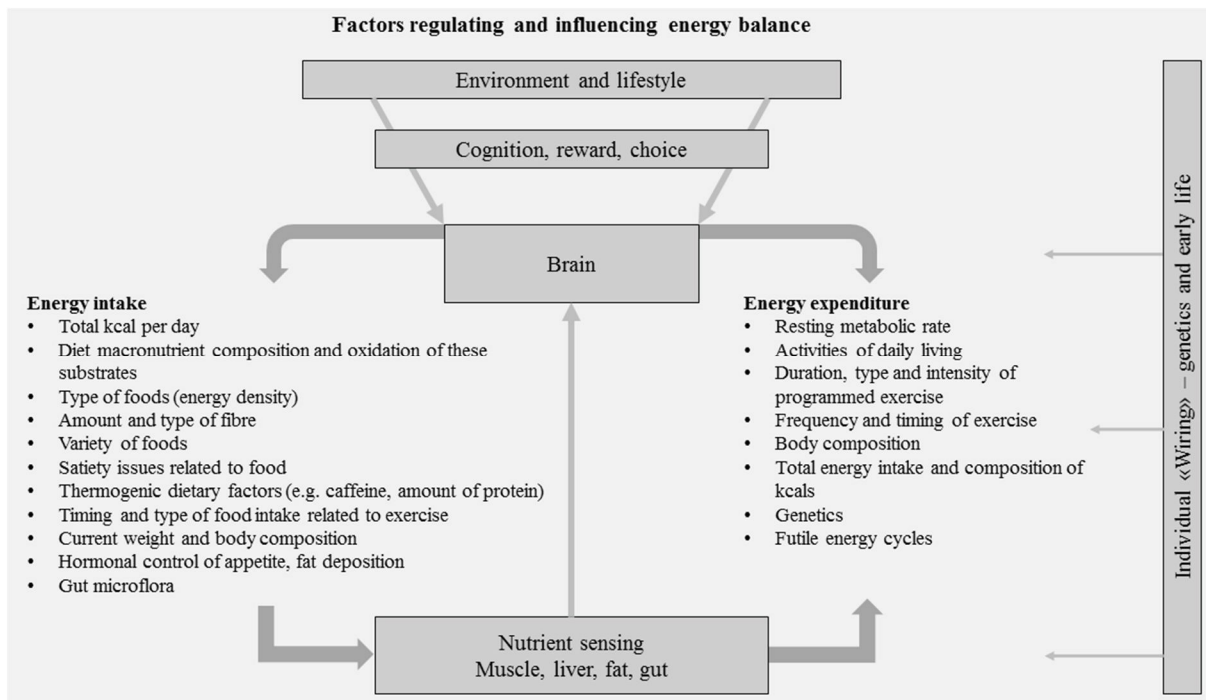 Factors regulating and influencing energy balance
Environment and lifestyle
Cognition, reward, choice
Brain
Energy intake
• Total kcal per day
• Diet macronutrient composition and oxidation of these
substrates
• Type of foods (energy density)
• Amount and type of fibre
• Variety of foods
• Satiety issues related to food
• Thermogenic dietary factors (e.g. caffeine, amount of protein)
• Timing and type of food intake related to exercise
• Current weight and body composition
• Hormonal control of appetite, fat deposition
• Gut microflora
Energy expenditure
• Resting metabolic rate
• Activities of daily living
• Duration, type and intensity of
programmed exercise
• Frequency and timing of exercise
• Body composition
• Total energy intake and composition of
kcals
• Genetics
• Futile energy cycles
Nutrient sensing
Muscle, liver, fat, gut
Individual «Wiring» – genetics and early life